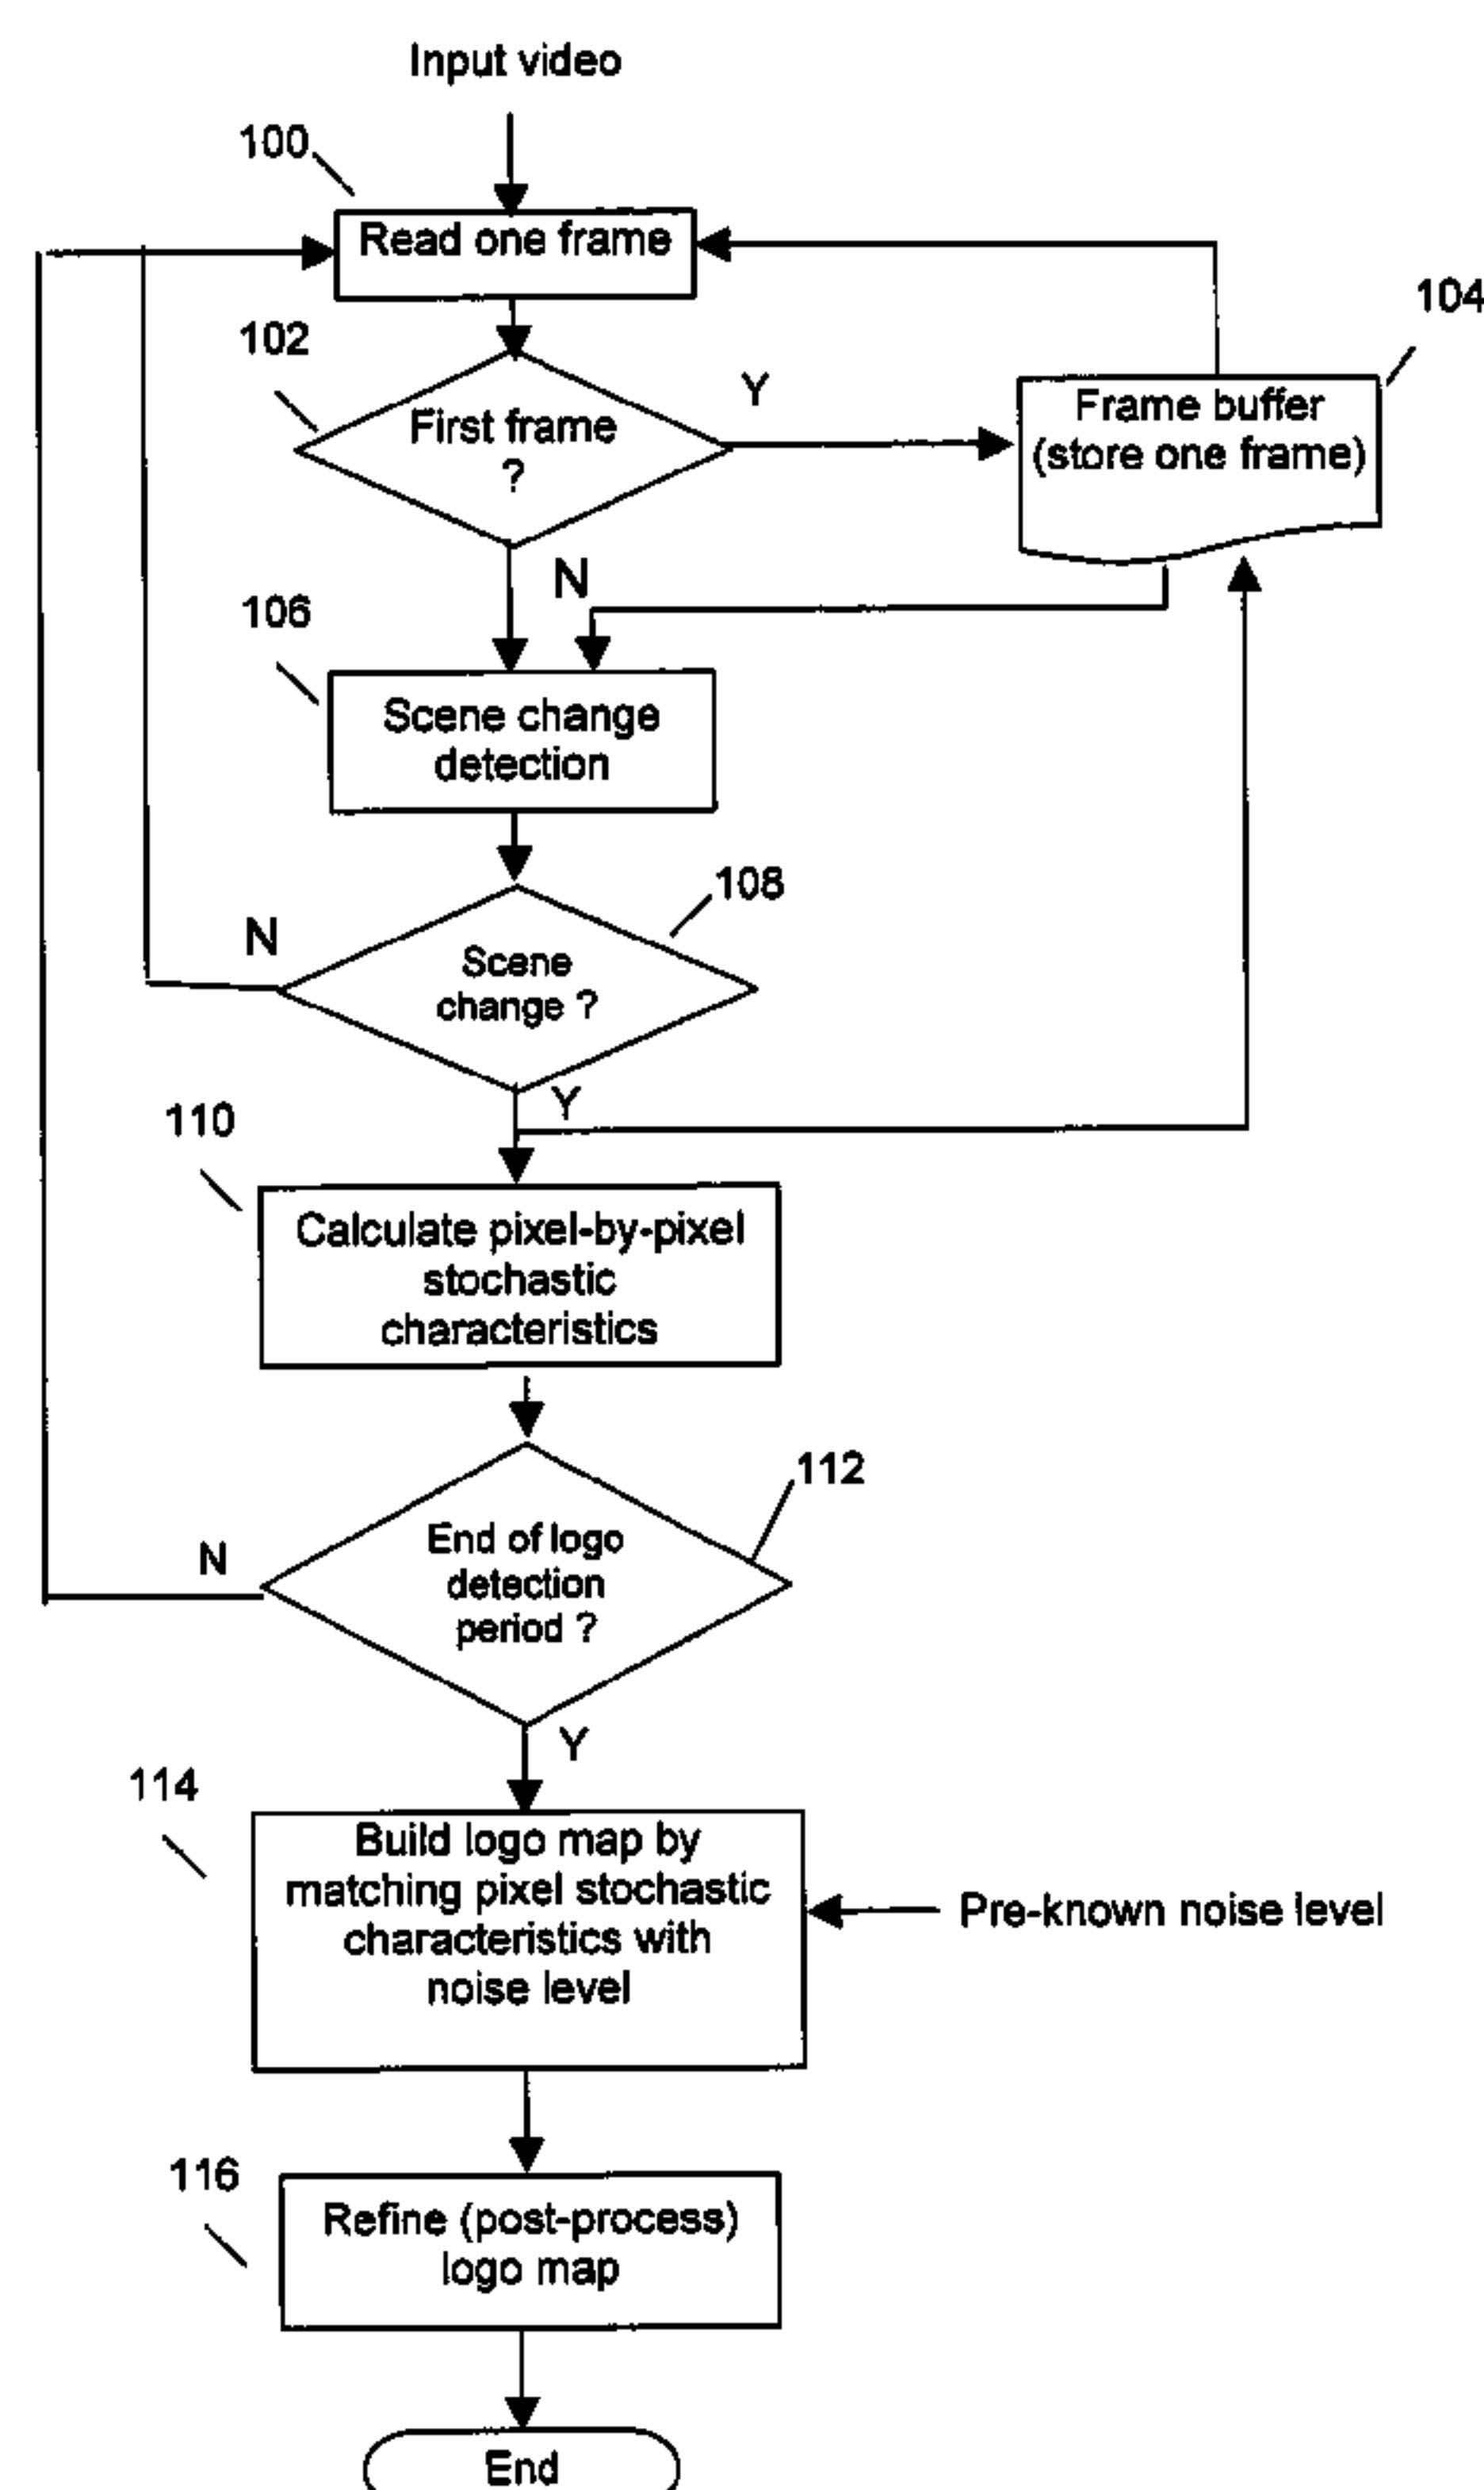 Input video
100
Read one frame
102
First frame
?
Y
104
Frame buffer
(store one frame)
N
106
Scene change
detection
108
N
Scene
change ?
Y
110
Calculate pixel-by-pixel
stochastic
characteristics
112
N
End of logo
detection
period ?
Y
114
Build logo map by
matching pixel stochastic
characteristics with
noise level
Pre-known noise level
116
Refine (post-process)
logo map
End